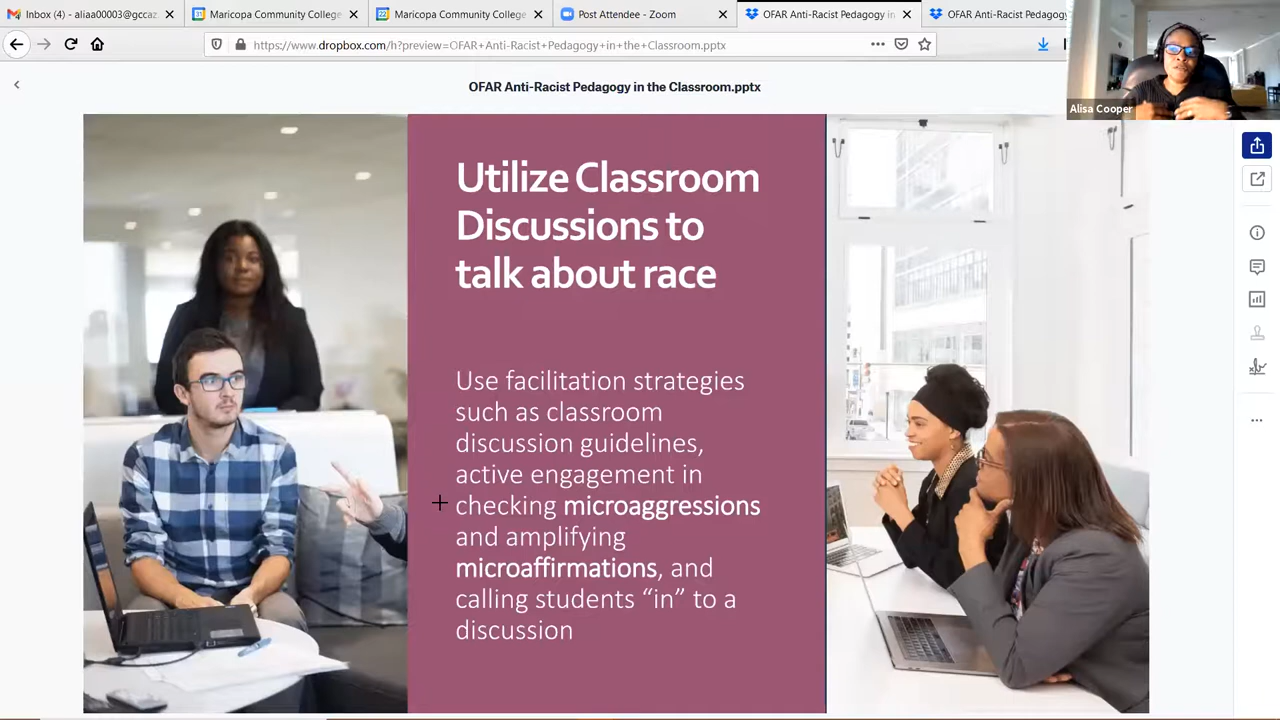 Inbox (4) - aliaa00003@gccaz
Maricopa Community College
Maricopa Community College
Post Attendee - Zoom
OFAR Anti-Racist Pedagogy in
OFAR Anti-Racist Pedagogy
https://www.dropbox.com/h?preview=OFAR+Anti-Racist+Pedagogy+in+the+Classroom.pptx
Alisa Cooper
OFAR Anti-Racist Pedagogy in the Classroom.pptx
Utilize Classroom
Discussions to
talk about race
Use facilitation strategies
such as classroom
discussion guidelines,
active engagement in
checking microaggressions
and amplifying
microaffirmations, and
calling students “in” to a
discussion